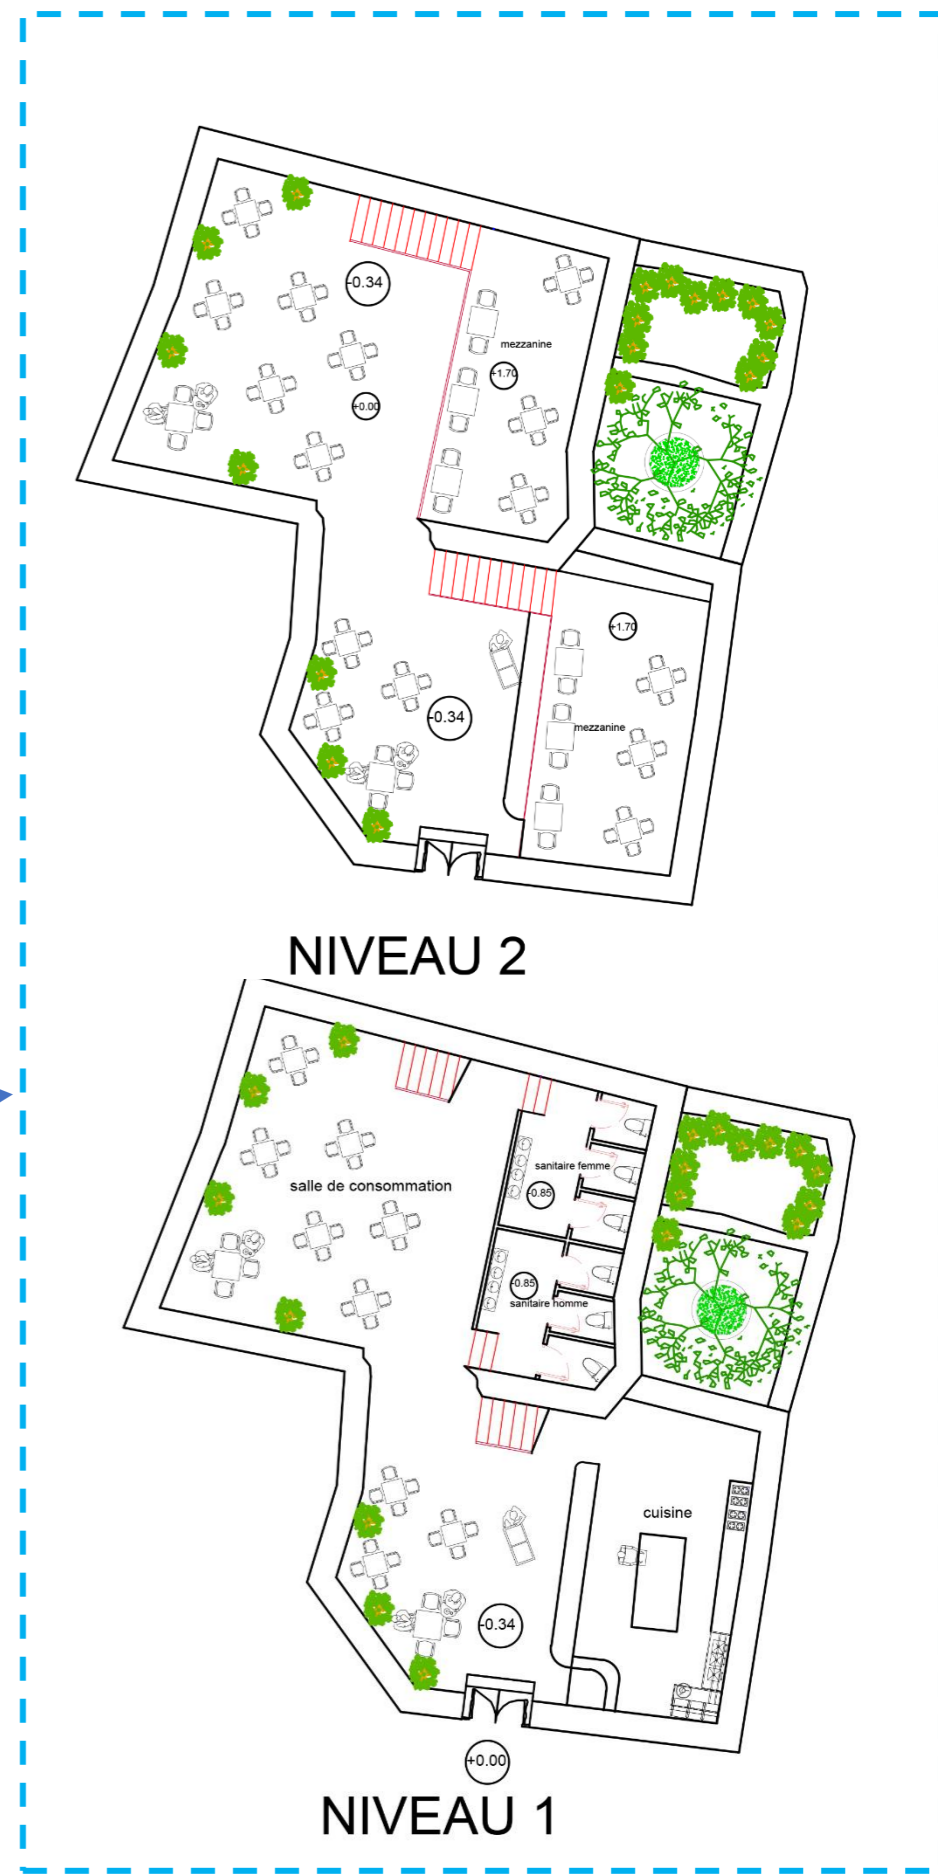 -0.34
mezzanine
+1.70
+0.00
+1.70
-0.34
mezzanine
NIVEAU 2
sanitaire femme
salle de consommation
-0.85
-0.85
sanitaire homme
cuisine
-0.34
+0.00
NIVEAU 1